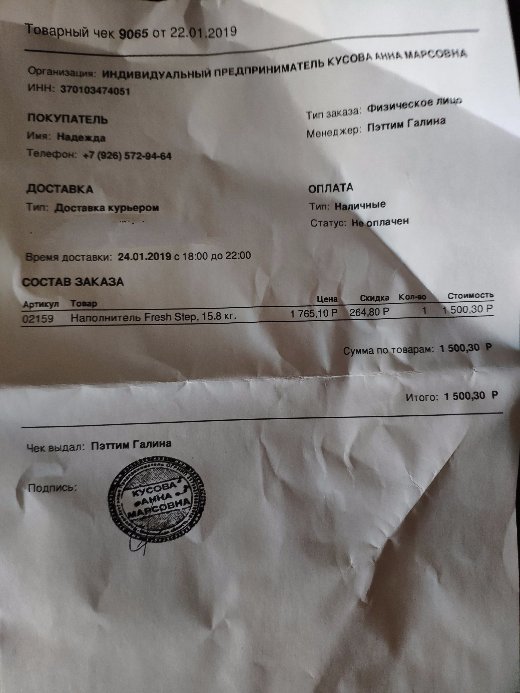 Товарный чек 9065 от 22.01.2019
Организация: ИНДИВИДУАЛЬНЫЙ ПРЕДПРИНИМАТЕЛЬ КУСОВА АННА МАРСОВНА
ИНН: 370103474051
Тип заказа: Физическое лицо
ПОКУПАТЕЛЬ
Менеджер: Пэттим Галина
Имя: Надежда
Телефон: +7 (926) 572-94-64
ДОСТАВКА
ОПЛАТА
Тип: Доставка курьером
Тип: Наличные
Статус: Не оплачен
Время доставки: 24.01.2019 с 18:00 до 22:00
СОСТАВ ЗАКАЗА
Артикул Товар Цена Скидка Кол-во Стоимость
02159 Наполнитель Fresh Step, 15.8 кг. 1 765,10 Р 264,80 Р 1 1 500,30 Р
Сумма по товарам: 1 500,30 Р
Итого: 1 500,30 Р
Чек выдал: Пэттим Галина
Подпись:
КУСОВА
АННА
МАРСОВНА